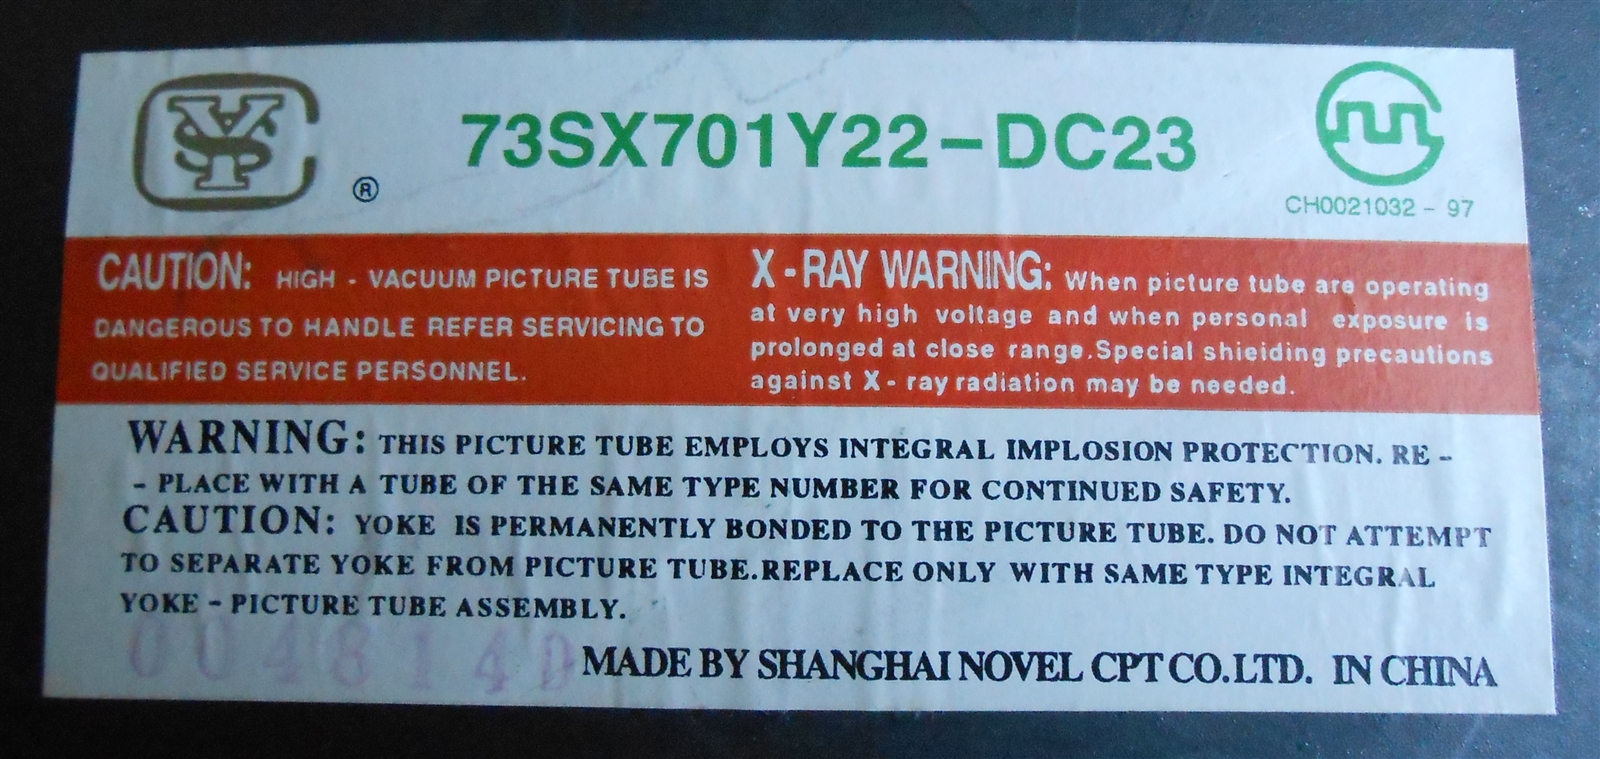 YSC
®
73SX701Y22-DC23
CH0021032 - 97
CAUTION: HIGH - VACUUM PICTURE TUBE IS
DANGEROUS TO HANDLE REFER SERVICING TO
QUALIFIED SERVICE PERSONNEL.
X-RAY WARNING: When picture tube are operating
at very high voltage and when personal exposure is
prolonged at close range.Special shieiding precautions
against X- ray radiation may be needed.
WARNING: THIS PICTURE TUBE EMPLOYS INTEGRAL IMPLOSION PROTECTION. RE -
- PLACE WITH A TUBE OF THE SAME TYPE NUMBER FOR CONTINUED SAFETY.
CAUTION: YOKE IS PERMANENTLY BONDED TO THE PICTURE TUBE. DO NOT ATTEMPT
TO SEPARATE YOKE FROM PICTURE TUBE.REPLACE ONLY WITH SAME TYPE INTEGRAL
YOKE - PICTURE TUBE ASSEMBLY.
004814D
MADE BY SHANGHAI NOVEL CPT CO.LTD. IN CHINA